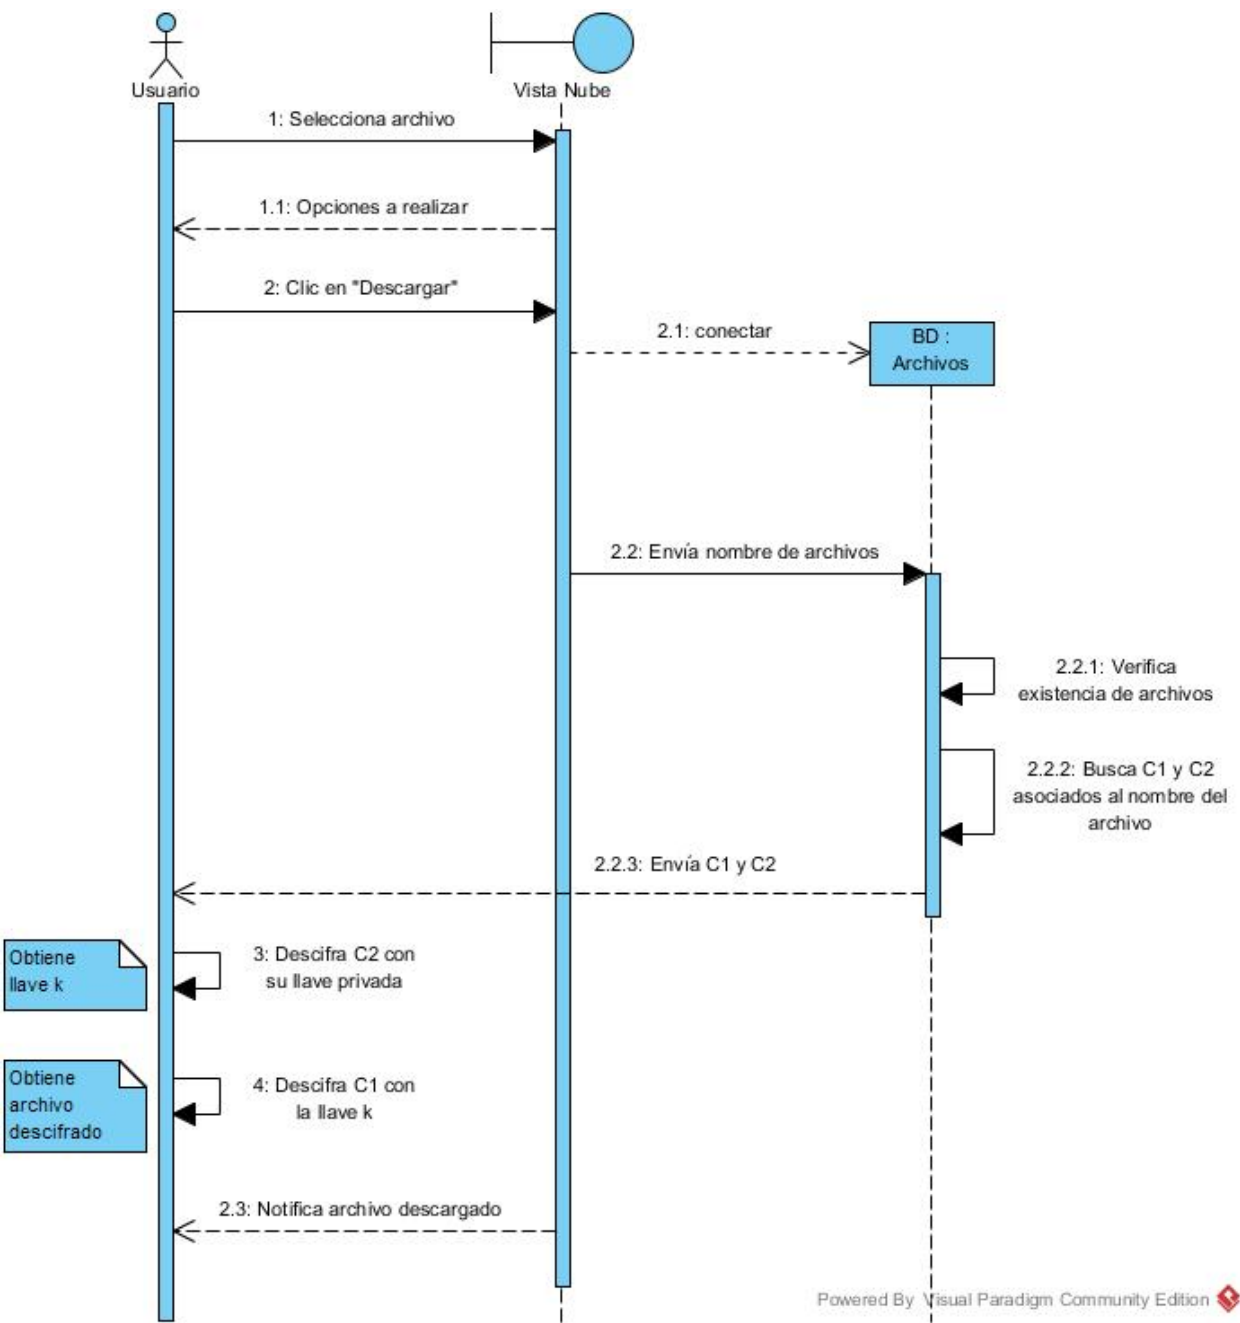 Usuario
Vista Nube
1: Selecciona archivo
1.1: Opciones a realizar
2: Clic en "Descargar"
2.1: conectar
BD :
Archivos
2.2: Envía nombre de archivos
2.2.1: Verifica
existencia de archivos
2.2.2: Busca C1 y C2
asociados al nombre del
archivo
2.2.3: Envía C1 y C2
Obtiene
llave k
3: Descifra C2 con
su llave privada
Obtiene
archivo
descifrado
4: Descifra C1 con
la llave k
2.3: Notifica archivo descargado
Powered By Visual Paradigm Community Edition